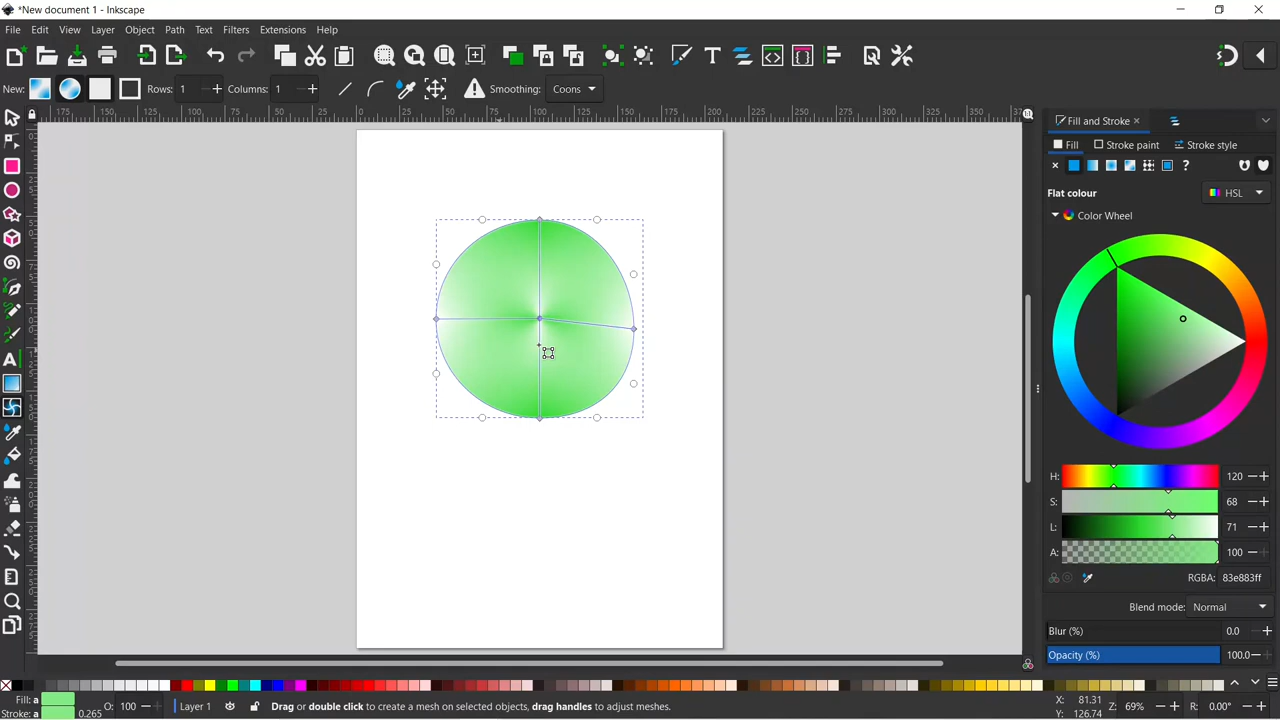 *New document 1 - Inkscape
File Edit View Layer Object Path Text Filters Extensions Help
New: Rows: 1 + Columns: 1 + Smoothing: Coons
Fill and Stroke
Fill Stroke paint Stroke style
Flat colour HSL
Color Wheel
H: 120
S: 68
L: 71
A: 100
RGBA: 83e883ff
Blend mode: Normal
Blur (%) 0.0
Opacity (%) 100.0
Fill: a O: 100 Layer 1 Drag or double click to create a mesh on selected objects, drag handles to adjust meshes. X: 81.31 Z: 69% R: 0.00°
Stroke: a 0.265 Y: 126.74